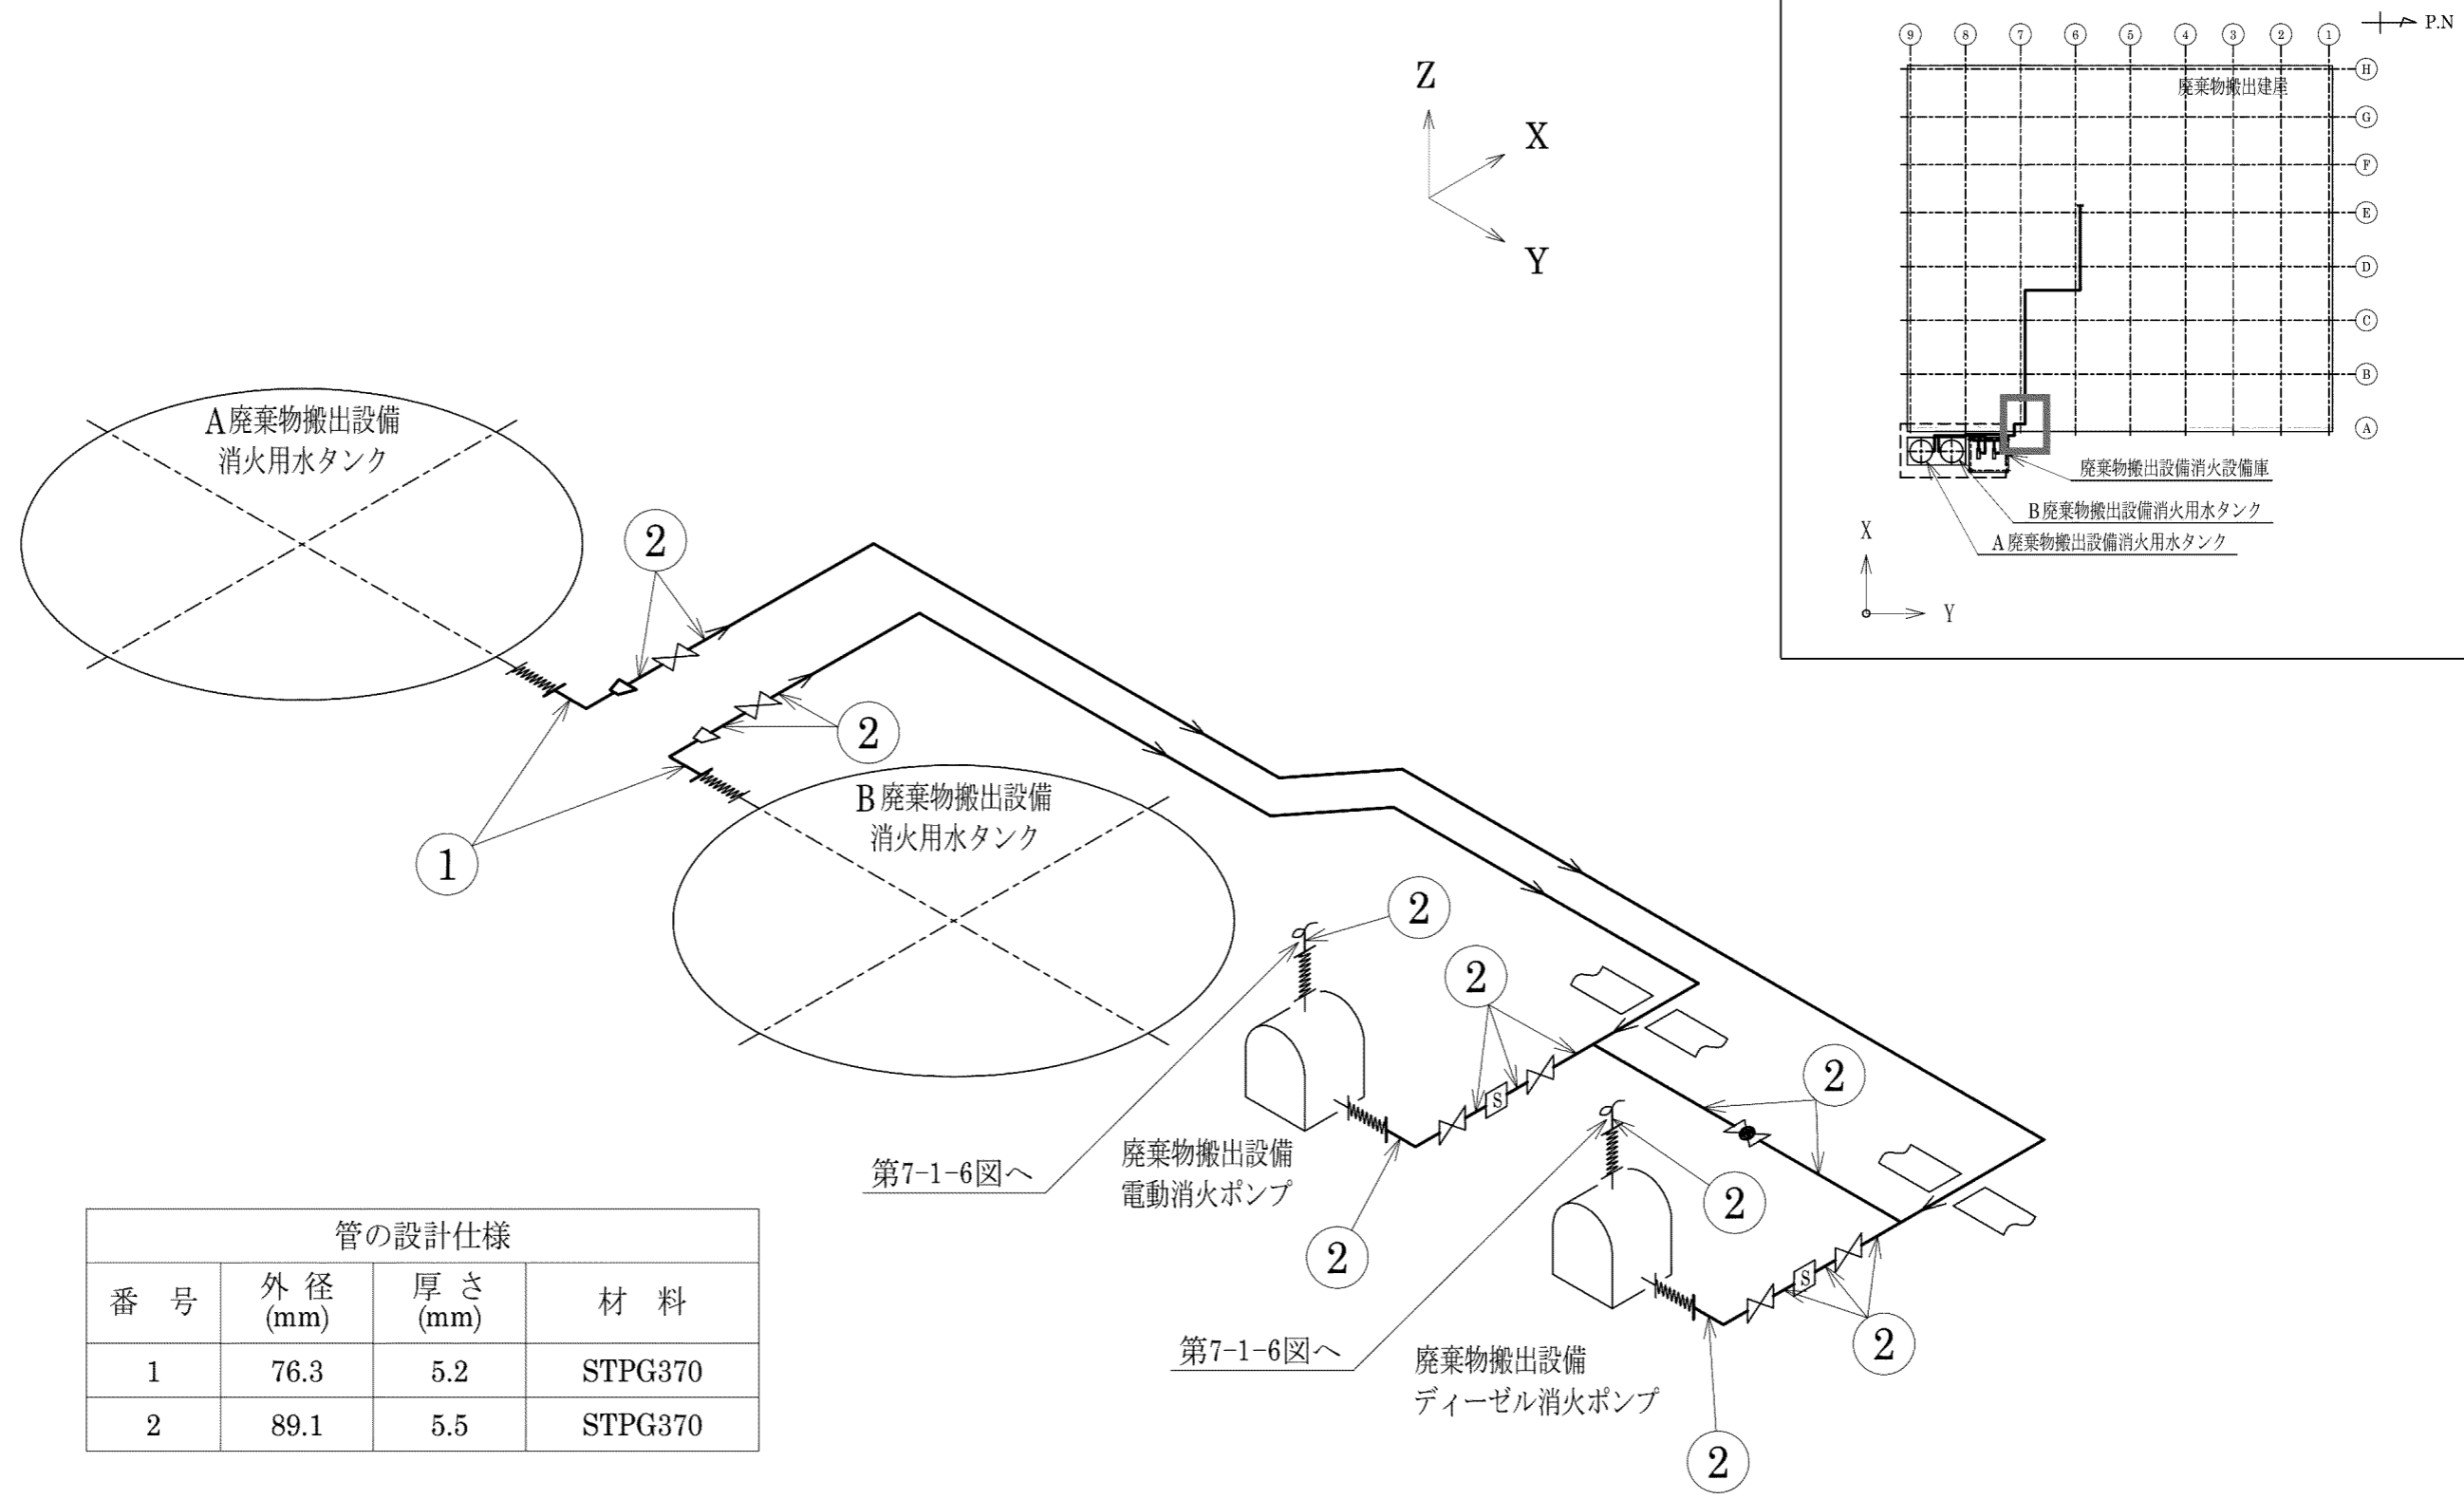 P.N
9 8 7 6 5 4 3 2 1
廃棄物搬出建屋
H
G
F
E
D
C
B
A
廃棄物搬出設備消火設備庫
B廃棄物搬出設備消火用水タンク
A廃棄物搬出設備消火用水タンク
X
Y
Z
X
Y
A廃棄物搬出設備
消火用水タンク
2
2
B廃棄物搬出設備
消火用水タンク
1
2
2
S
2
第7-1-6図へ
廃棄物搬出設備
電動消火ポンプ
2
2
S
2
第7-1-6図へ
廃棄物搬出設備
ディーゼル消火ポンプ
2
管の設計仕様
番 号 外 径 (mm) 厚 さ (mm) 材 料
1 76.3 5.2 STPG370
2 89.1 5.5 STPG370